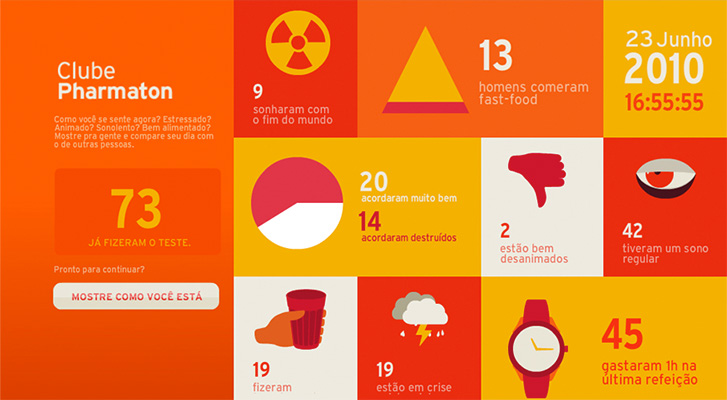 Clube
Pharmaton
Como você se sente agora? Estressado?
Animado? Sonolento? Bem alimentado?
Mostre pra gente e compare seu dia com
o de outras pessoas.
73
JÁ FIZERAM O TESTE.
Pronto para continuar?
MOSTRE COMO VOCÊ ESTÁ
9
sonharam com
o fim do mundo
13
homens comeram
fast-food
23 Junho
2010
16:55:55
20
acordaram muito bem
14
acordaram destruídos
2
estão bem
desanimados
42
tiveram um sono
regular
19
fizeram
19
estão em crise
45
gastaram 1h na
última refeição